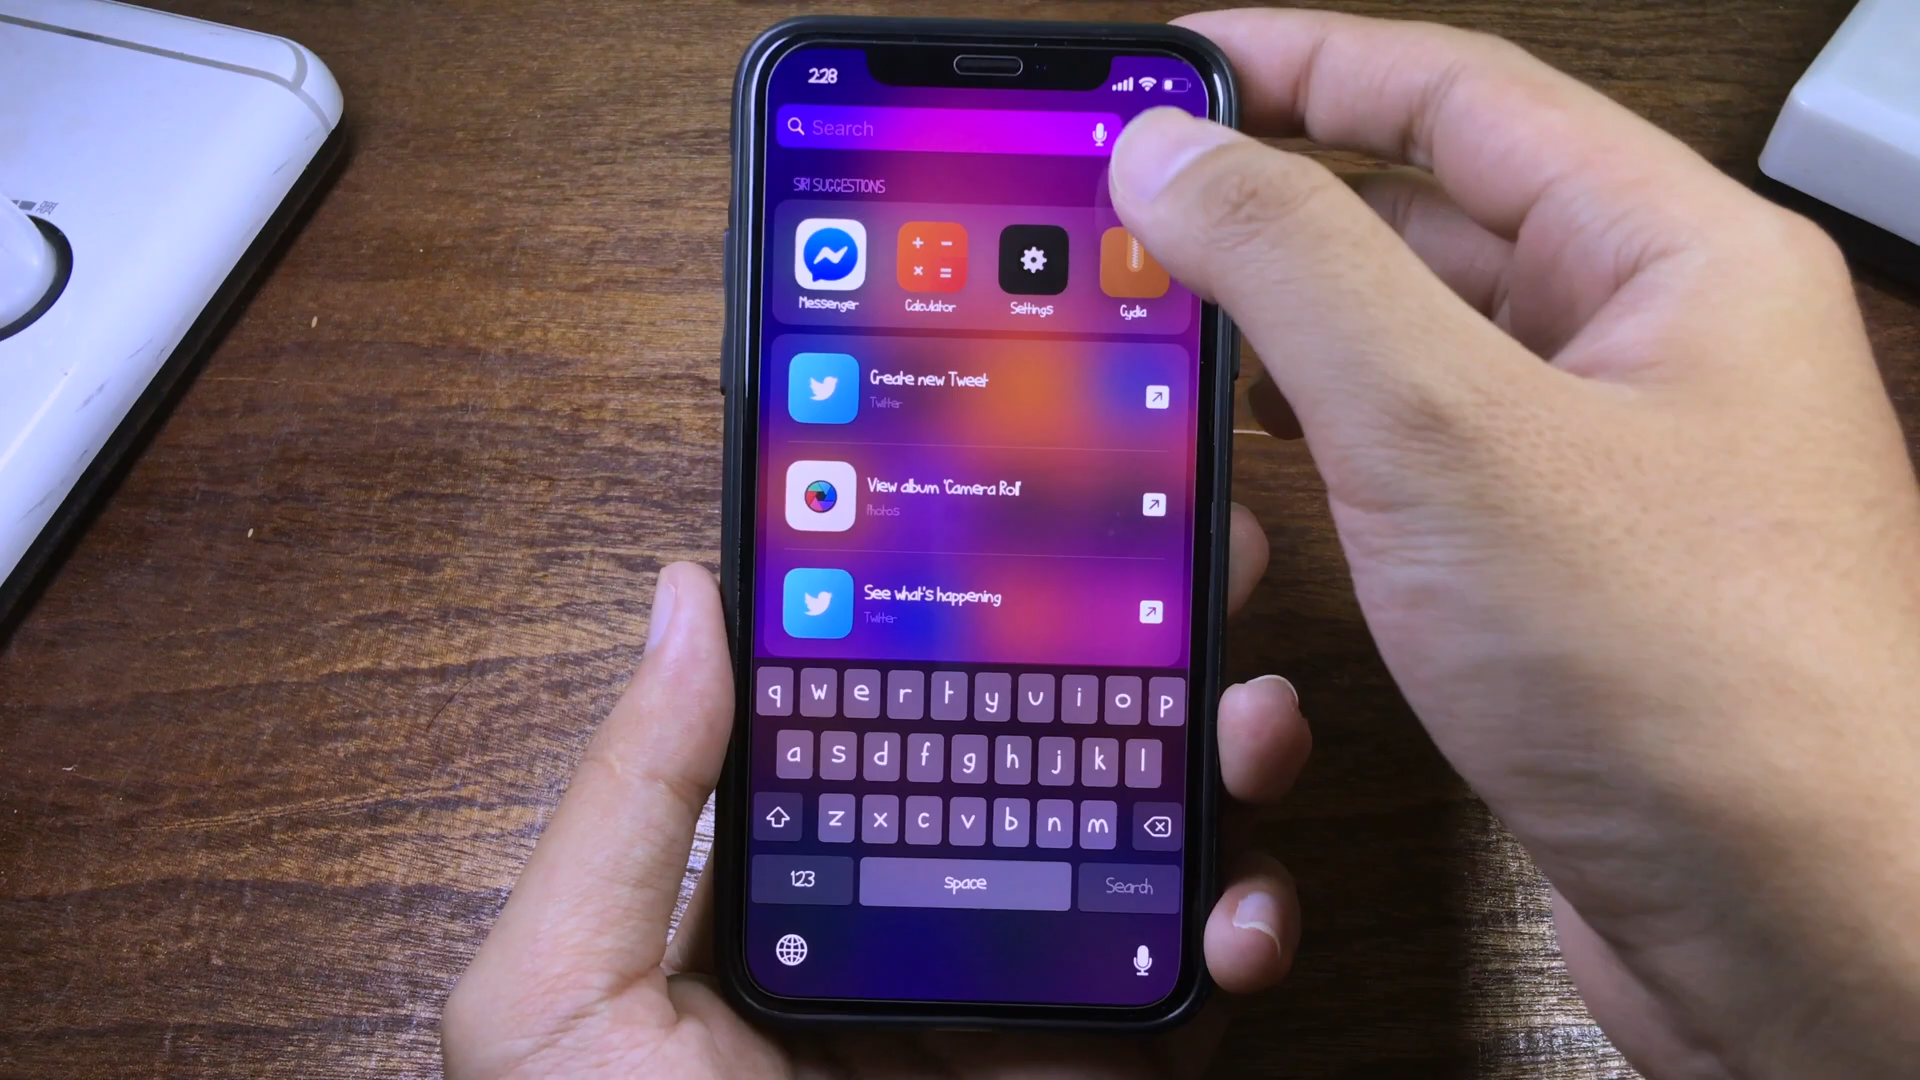 2:28
Search
SIRI SUGGESTIONS
Messenger
Calculator
Settings
Cydia
Create new Tweet
Twitter
View album 'Camera Roll'
Photos
See what's happening
Twitter
q w e r t y u i o p
a s d f g h j k l
z x c v b n m
123
Space
Search